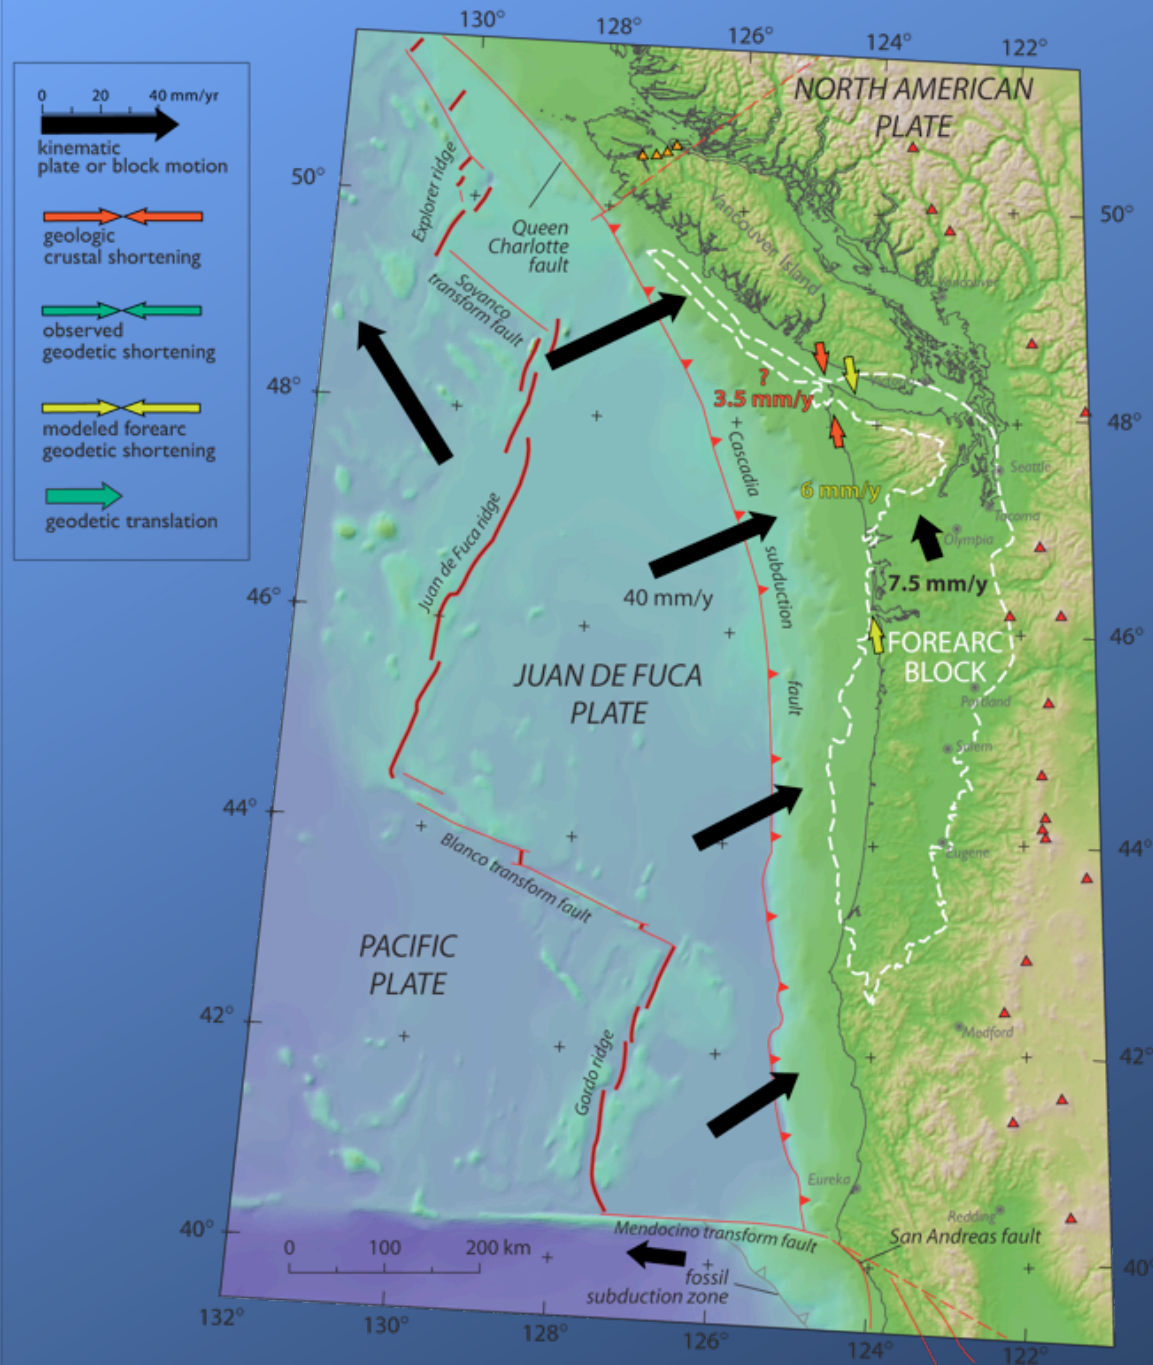 130°
128°
126°
124°
122°
0 20 40 mm/yr
kinematic
plate or block motion
geologic
crustal shortening
observed
geodetic shortening
modeled forearc
geodetic shortening
geodetic translation
NORTH AMERICAN
PLATE
50°
50°
Explorer ridge
Queen
Charlotte
fault
Vancouver Island
Vancouver
Sovanco
transform fault
48°
48°
?
3.5 mm/y
Cascadia
subduction
fault
6 mm/y
Seattle
Tacoma
Olympia
7.5 mm/y
Juan de Fuca ridge
46°
46°
40 mm/y
FOREARC
BLOCK
JUAN DE FUCA
PLATE
Portland
Salem
44°
44°
Blanco transform fault
Eugene
PACIFIC
PLATE
42°
42°
Medford
Gordo ridge
Eureka
Redding
40°
40°
Mendocino transform fault
San Andreas fault
0 100 200 km
fossil
subduction zone
132°
130°
128°
126°
124°
122°